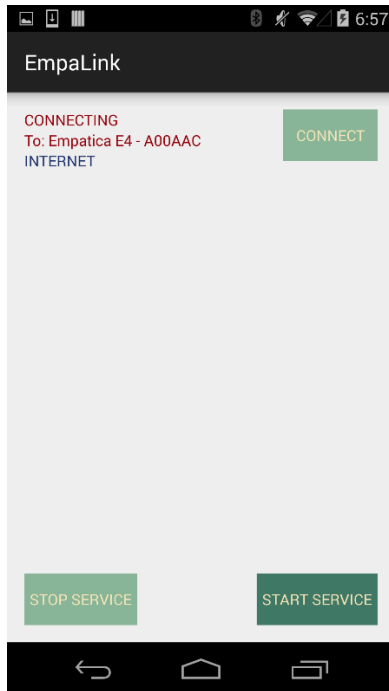 6:57
EmpaLink
CONNECTING
To: Empatica E4 - A00AAC
INTERNET
CONNECT
STOP SERVICE
START SERVICE